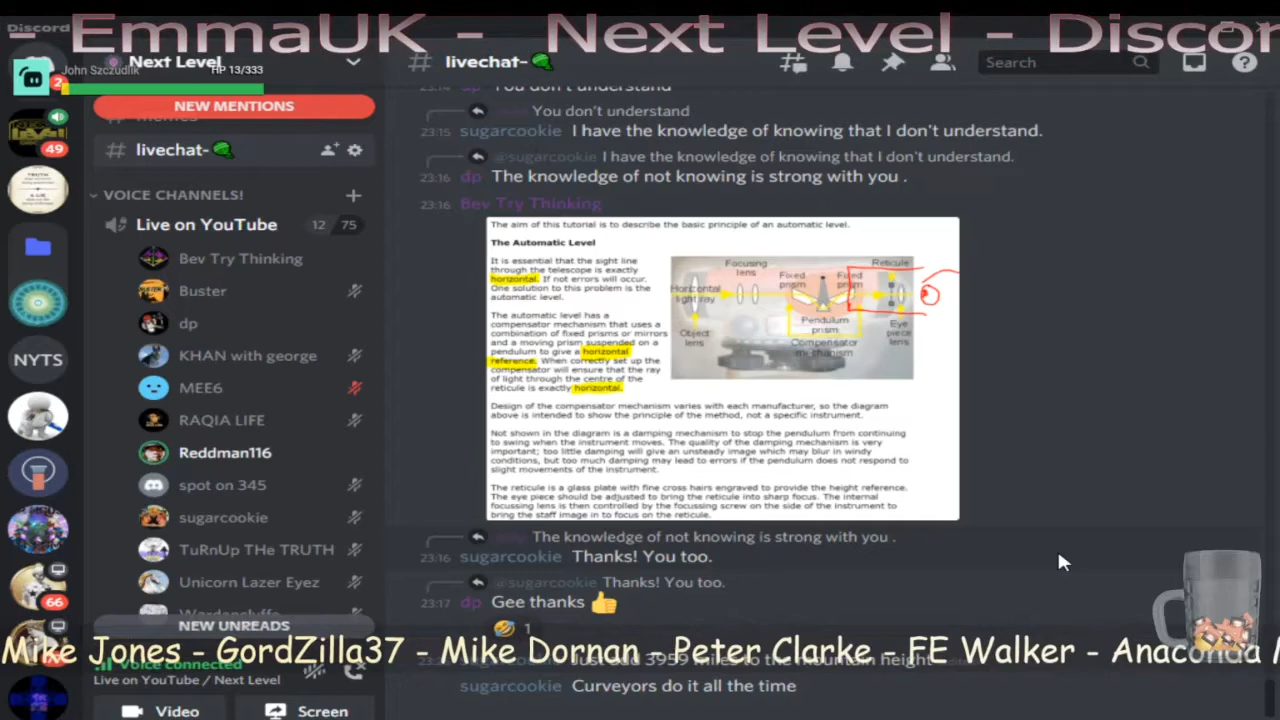 - EmmaUK - Next Level - Discor
Discord
John Szczudlik
HP 13/333
Next Level
2
NEW MENTIONS
livechat-
VOICE CHANNELS!
Live on YouTube
12 75
Bev Try Thinking
Buster
dp
KHAN with george
MEE6
RAQIA LIFE
Reddman116
spot on 345
sugarcookie
TuRnUp THe TRUTH
Unicorn Lazer Eyez
Wardencluffe
NEW UNREADS
Voice connected
Live on YouTube / Next Level
Video
Screen
49
TRUTH
NYTS
66
livechat-
Search
You don't understand
You don't understand
23:15 sugarcookie I have the knowledge of knowing that I don't understand.
@sugarcookie I have the knowledge of knowing that I don't understand.
23:16 dp The knowledge of not knowing is strong with you .
23:16 Bev Try Thinking
The aim of this tutorial is to describe the basic principle of an automatic level.
The Automatic Level
It is essential that the sight line
through the telescope is exactly
horizontal. If not errors will occur.
One solution to this problem is the
automatic level.
The automatic level has a
compensator mechanism that uses a
combination of fixed prisms or mirrors
and a moving prism suspended on a
pendulum to give a horizontal
reference. When correctly set up the
compensator will ensure that the ray
of light through the centre of the
reticule is exactly horizontal.
Focusing
lens
Fixed
prism
Fixed
prism
Reticule
Horizontal
light ray
Object
lens
Pendulum
prism
Compensator
mechanism
Eye
piece
lens
Design of the compensator mechanism varies with each manufacturer, so the diagram
above is intended to show the principle of the method, not a specific instrument.
Not shown in the diagram is a damping mechanism to stop the pendulum from continuing
to swing when the instrument moves. The quality of the damping mechanism is very
important; too little damping will give an unsteady image which may blur in windy
conditions, but too much damping may lead to errors if the pendulum does not respond to
slight movements of the instrument.
The reticule is a glass plate with fine cross hairs engraved to provide the height reference.
The eye piece should be adjusted to bring the reticule into sharp focus. The internal
focussing lens is then controlled by the focussing screw on the side of the instrument to
bring the staff image in to focus on the reticule.
The knowledge of not knowing is strong with you .
23:16 sugarcookie Thanks! You too.
@sugarcookie Thanks! You too.
23:17 dp Gee thanks 👍
🤣 1
Mike Jones - GordZilla37 - Mike Dornan - Peter Clarke - FE Walker - Anaconda
Just add 3959 miles to the mountain height
sugarcookie Curveyors do it all the time